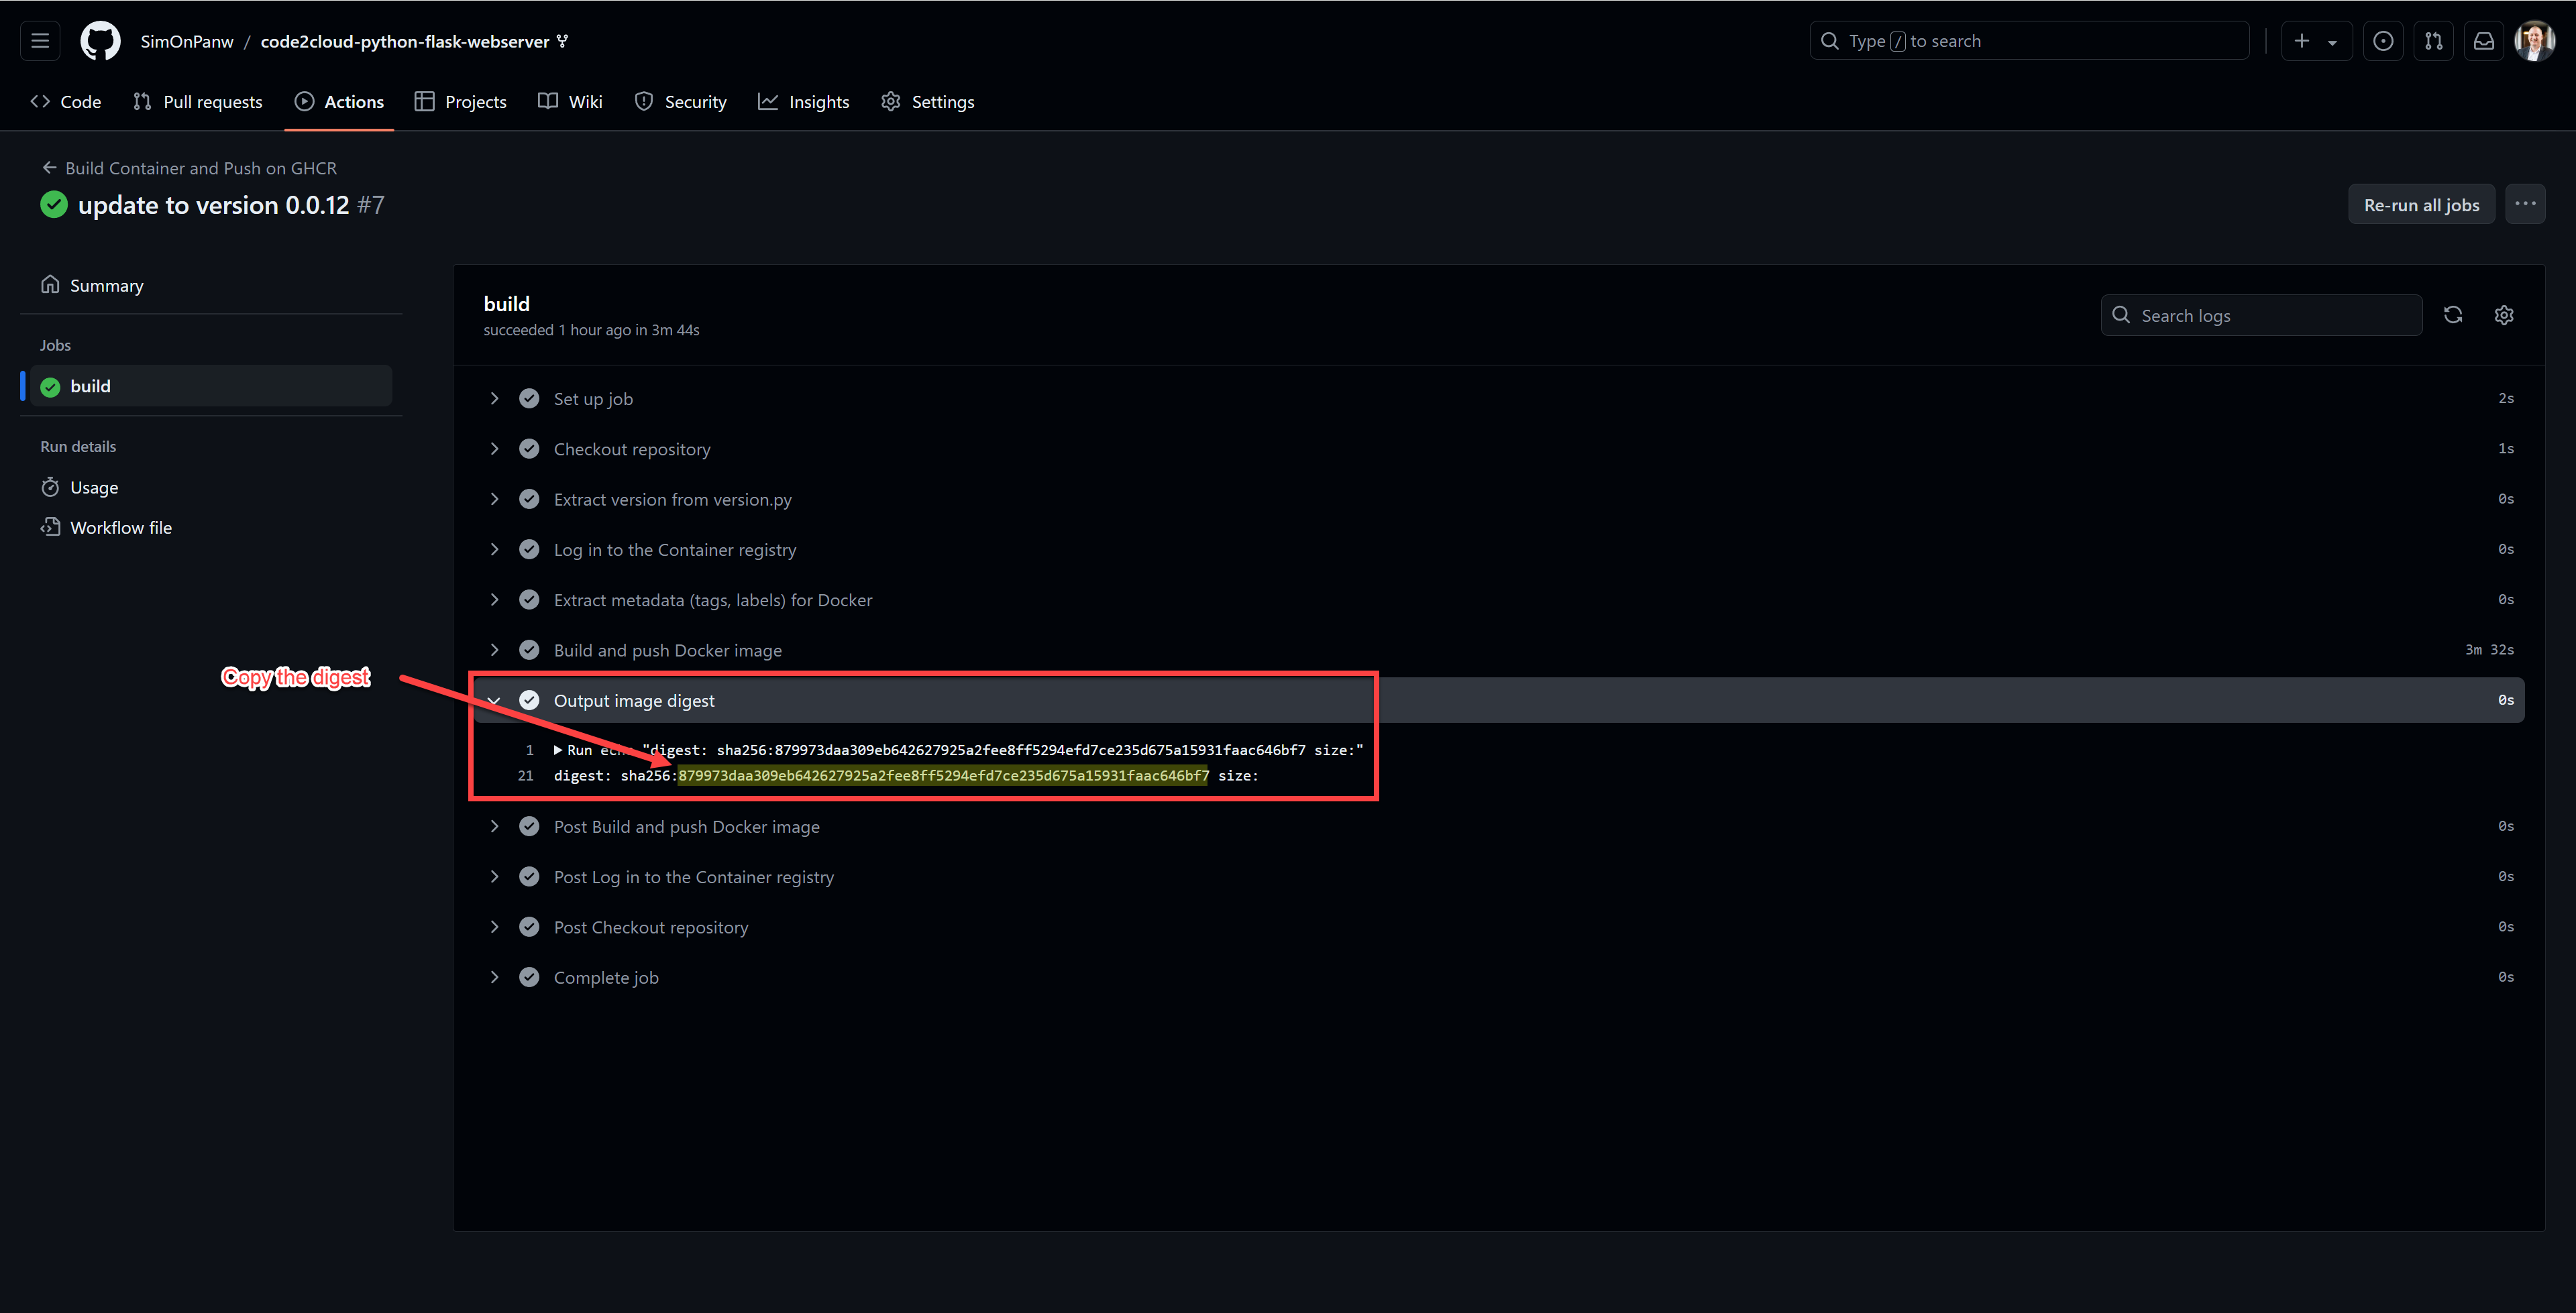 SimOnPanw / code2cloud-python-flask-webserver
Type / to search
Code
Pull requests
Actions
Projects
Wiki
Security
Insights
Settings
Build Container and Push on GHCR
update to version 0.0.12 #7
Re-run all jobs
Summary
Jobs
build
Run details
Usage
Workflow file
build
succeeded 1 hour ago in 3m 44s
Search logs
Set up job 2s
Checkout repository 1s
Extract version from version.py 0s
Log in to the Container registry 0s
Extract metadata (tags, labels) for Docker 0s
Build and push Docker image 3m 32s
Copy the digest
Output image digest 0s
1 Run echo "digest: sha256:879973daa309eb642627925a2fee8ff5294efd7ce235d675a15931faac646bf7 size:"
21 digest: sha256:879973daa309eb642627925a2fee8ff5294efd7ce235d675a15931faac646bf7 size:
Post Build and push Docker image 0s
Post Log in to the Container registry 0s
Post Checkout repository 0s
Complete job 0s